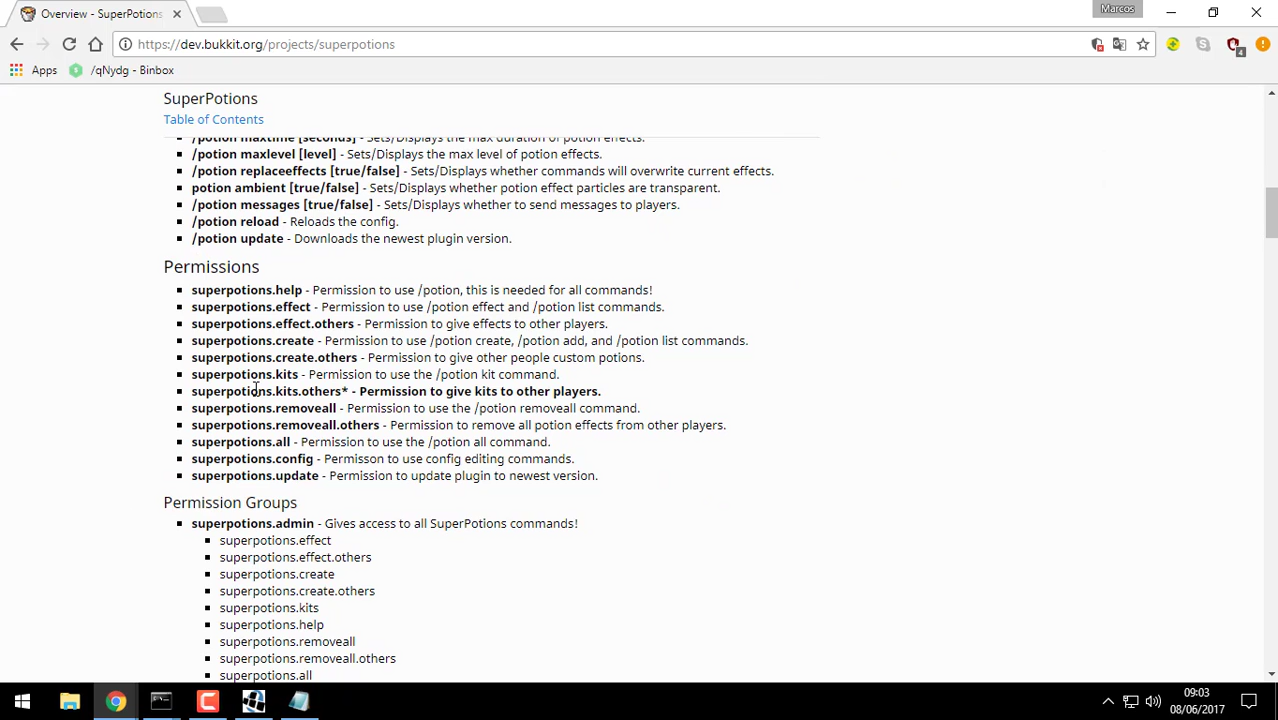 Overview - SuperPotions
Marcos
https://dev.bukkit.org/projects/superpotions
4
Apps
/qNydg - Binbox
SuperPotions
Table of Contents
/potion maxtime [seconds] - Sets/Displays the max duration of potion effects.
/potion maxlevel [level] - Sets/Displays the max level of potion effects.
/potion replaceeffects [true/false] - Sets/Displays whether commands will overwrite current effects.
potion ambient [true/false] - Sets/Displays whether potion effect particles are transparent.
/potion messages [true/false] - Sets/Displays whether to send messages to players.
/potion reload - Reloads the config.
/potion update - Downloads the newest plugin version.
Permissions
superpotions.help - Permission to use /potion, this is needed for all commands!
superpotions.effect - Permission to use /potion effect and /potion list commands.
superpotions.effect.others - Permission to give effects to other players.
superpotions.create - Permission to use /potion create, /potion add, and /potion list commands.
superpotions.create.others - Permission to give other people custom potions.
superpotions.kits - Permission to use the /potion kit command.
superpotions.kits.others* - Permission to give kits to other players.
superpotions.removeall - Permission to use the /potion removeall command.
superpotions.removeall.others - Permission to remove all potion effects from other players.
superpotions.all - Permission to use the /potion all command.
superpotions.config - Permisson to use config editing commands.
superpotions.update - Permission to update plugin to newest version.
Permission Groups
superpotions.admin - Gives access to all SuperPotions commands!
superpotions.effect
superpotions.effect.others
superpotions.create
superpotions.create.others
superpotions.kits
superpotions.help
superpotions.removeall
superpotions.removeall.others
superpotions.all
09:03
08/06/2017